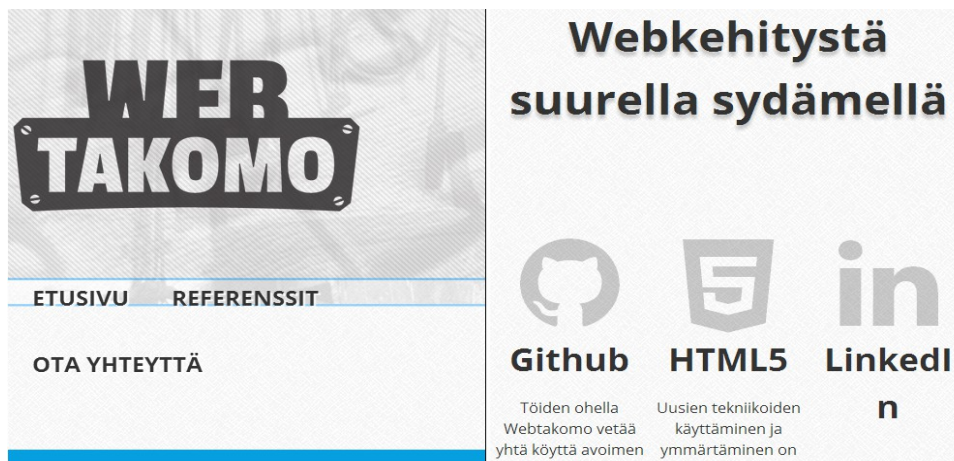 WEB
TAKOMO
ETUSIVU REFERENSSIT
OTA YHTEYTTÄ
Webkehitystä
suurella sydämellä
Github
Töiden ohella
Webtakomo vetää
yhtä köyttä avoimen
HTML5
Uusien tekniikoiden
käyttäminen ja
ymmärtäminen on
in
LinkedI
n